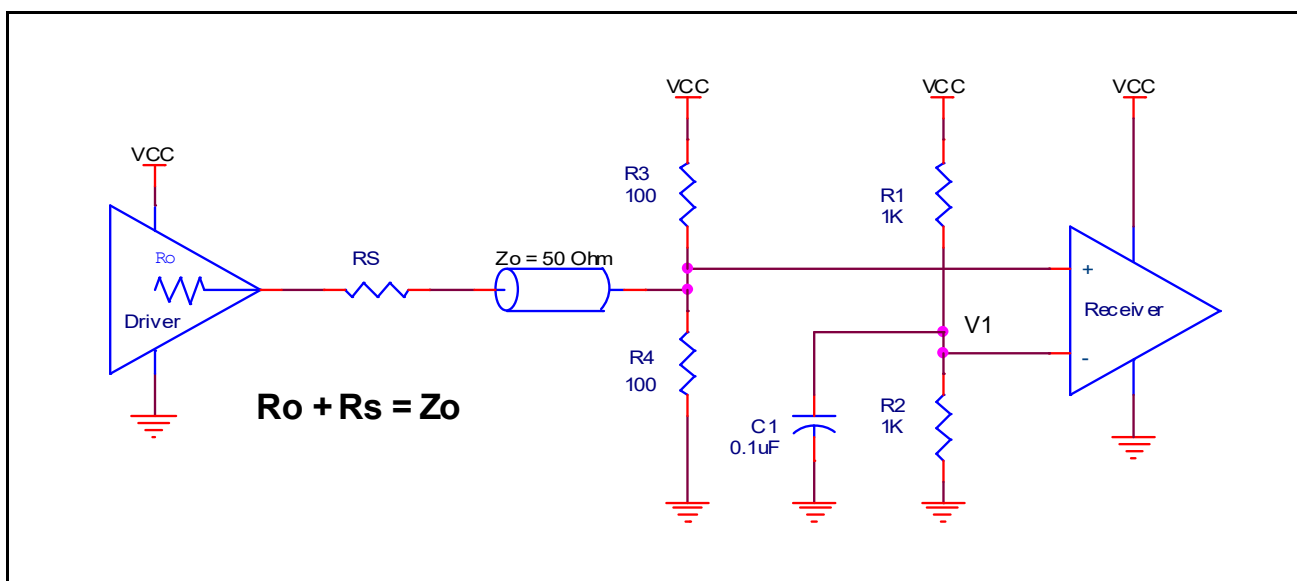 VCC
VCC
VCC
VCC
R3
100
R1
1K
Ro
RS
Zo = 50 Ohm
+
Driver
V1
Receiver
R4
100
-
Ro + Rs = Zo
C1
0.1uF
R2
1K